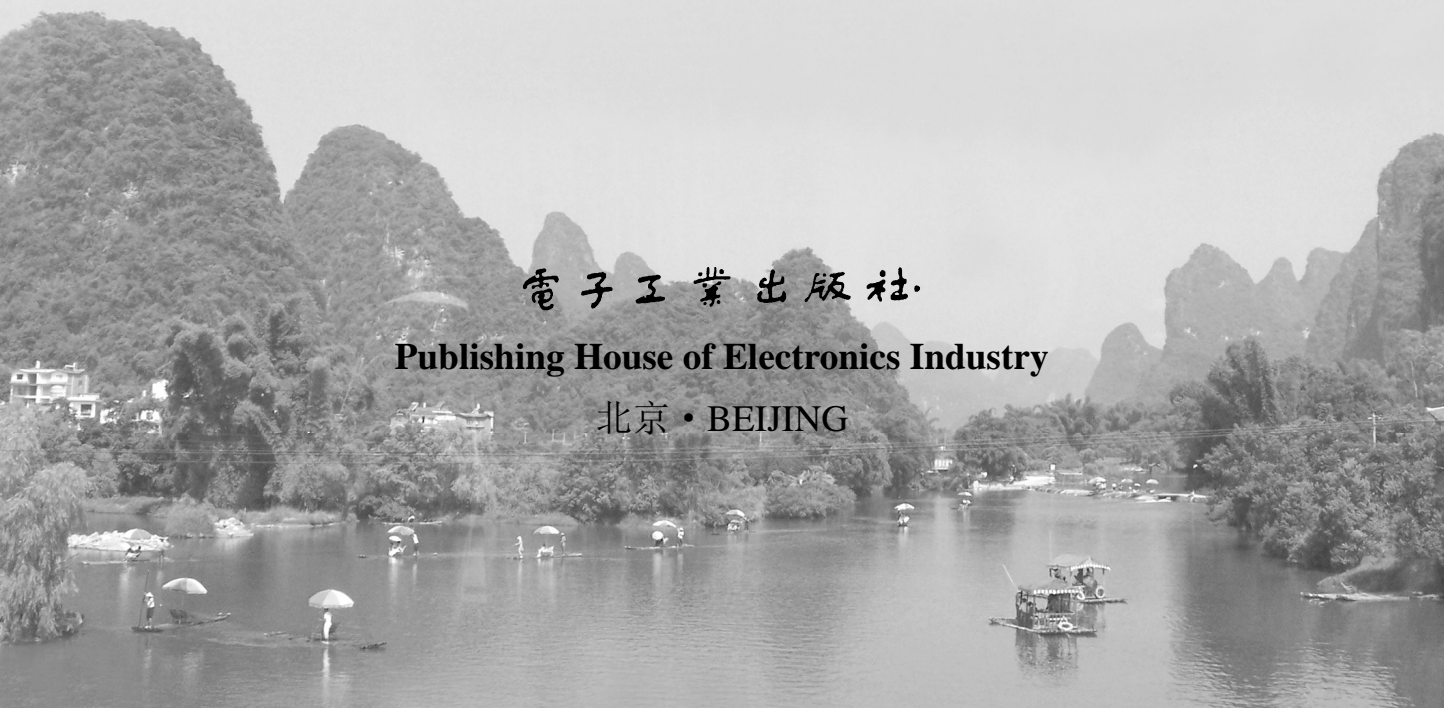 電子工業出版社.
Publishing House of Electronics Industry
北京·BEIJING